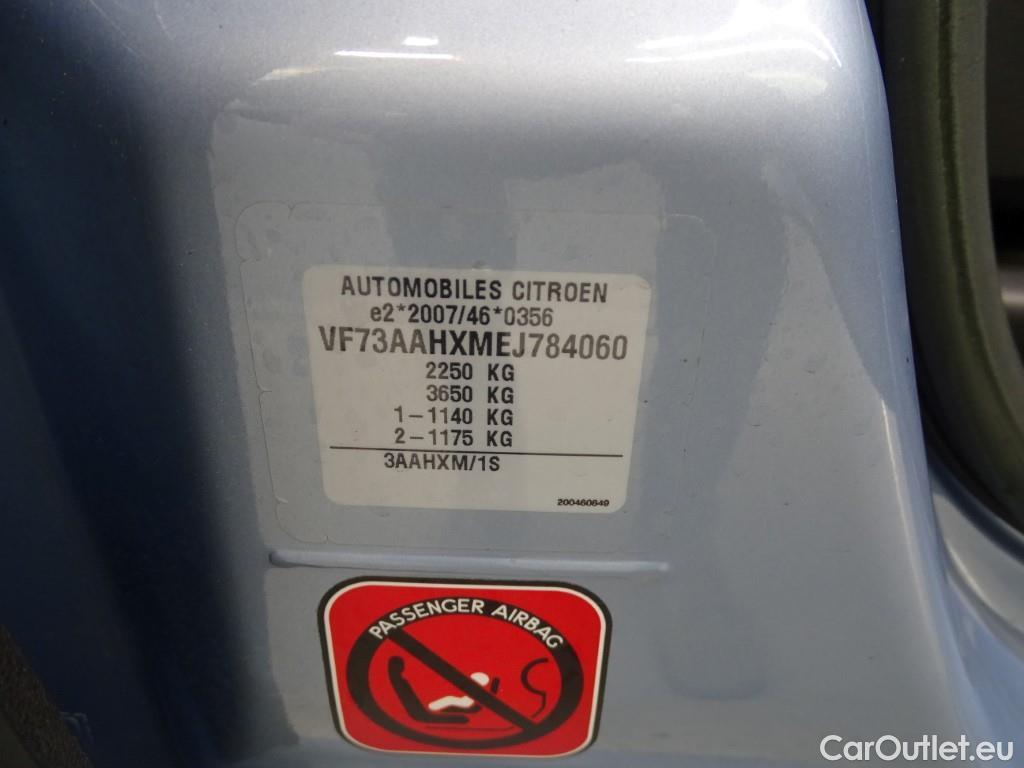 AUTOMOBILES CITROEN
e2*2007/46*0356
VF73AAHXMEJ784060
2250 KG
3650 KG
1-1140 KG
2-1175 KG
3AAHXM/1S
200460849
PASSENGER AIRBAG
CarOutlet.eu